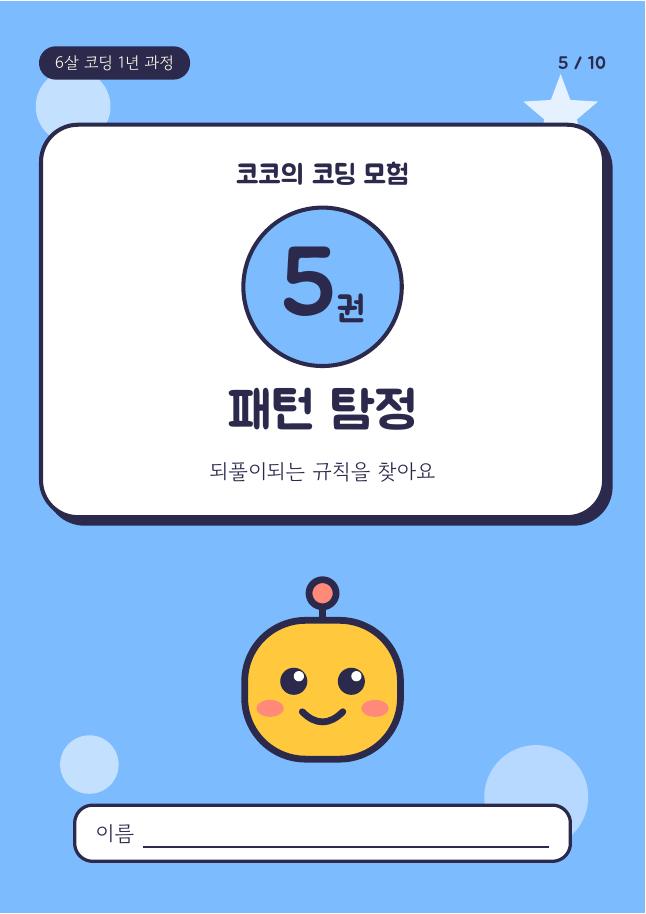 6살 코딩 1년 과정
5 / 10
코코의 코딩 모험
5권
패턴 탐정
되풀이되는 규칙을 찾아요
이름